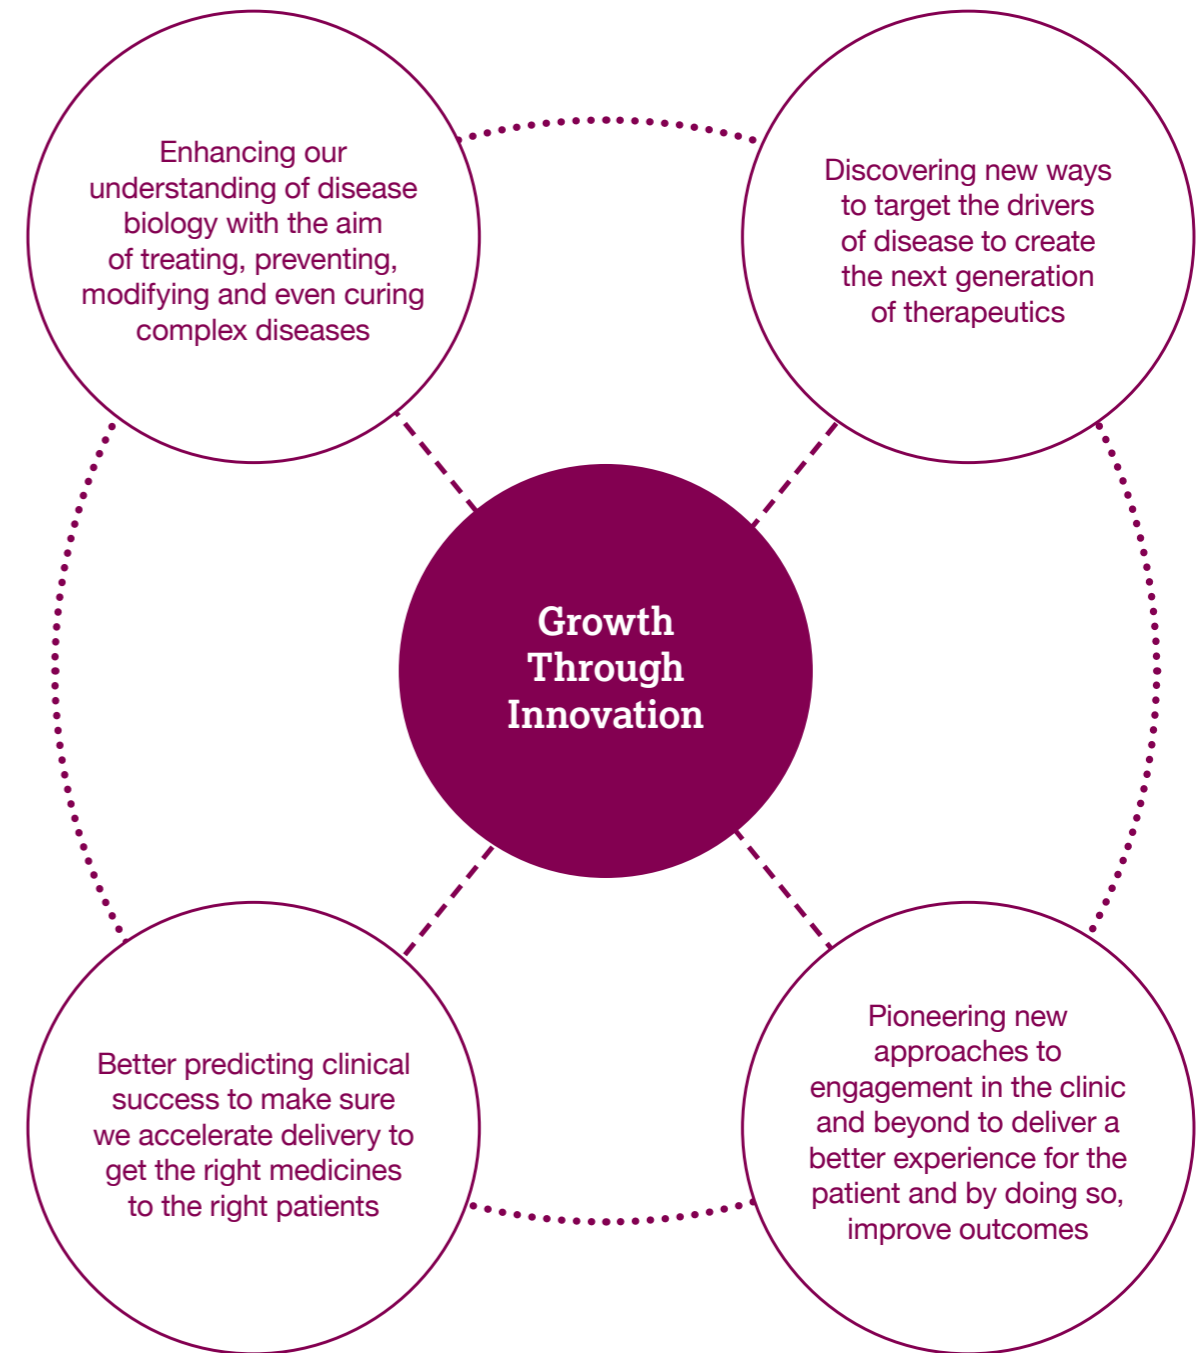 Enhancing our
understanding of disease
biology with the aim
of treating, preventing,
modifying and even curing
complex diseases
Discovering new ways
to target the drivers
of disease to create
the next generation
of therapeutics
Growth
Through
Innovation
Better predicting clinical
success to make sure
we accelerate delivery to
get the right medicines
to the right patients
Pioneering new
approaches to
engagement in the clinic
and beyond to deliver a
better experience for the
patient and by doing so,
improve outcomes